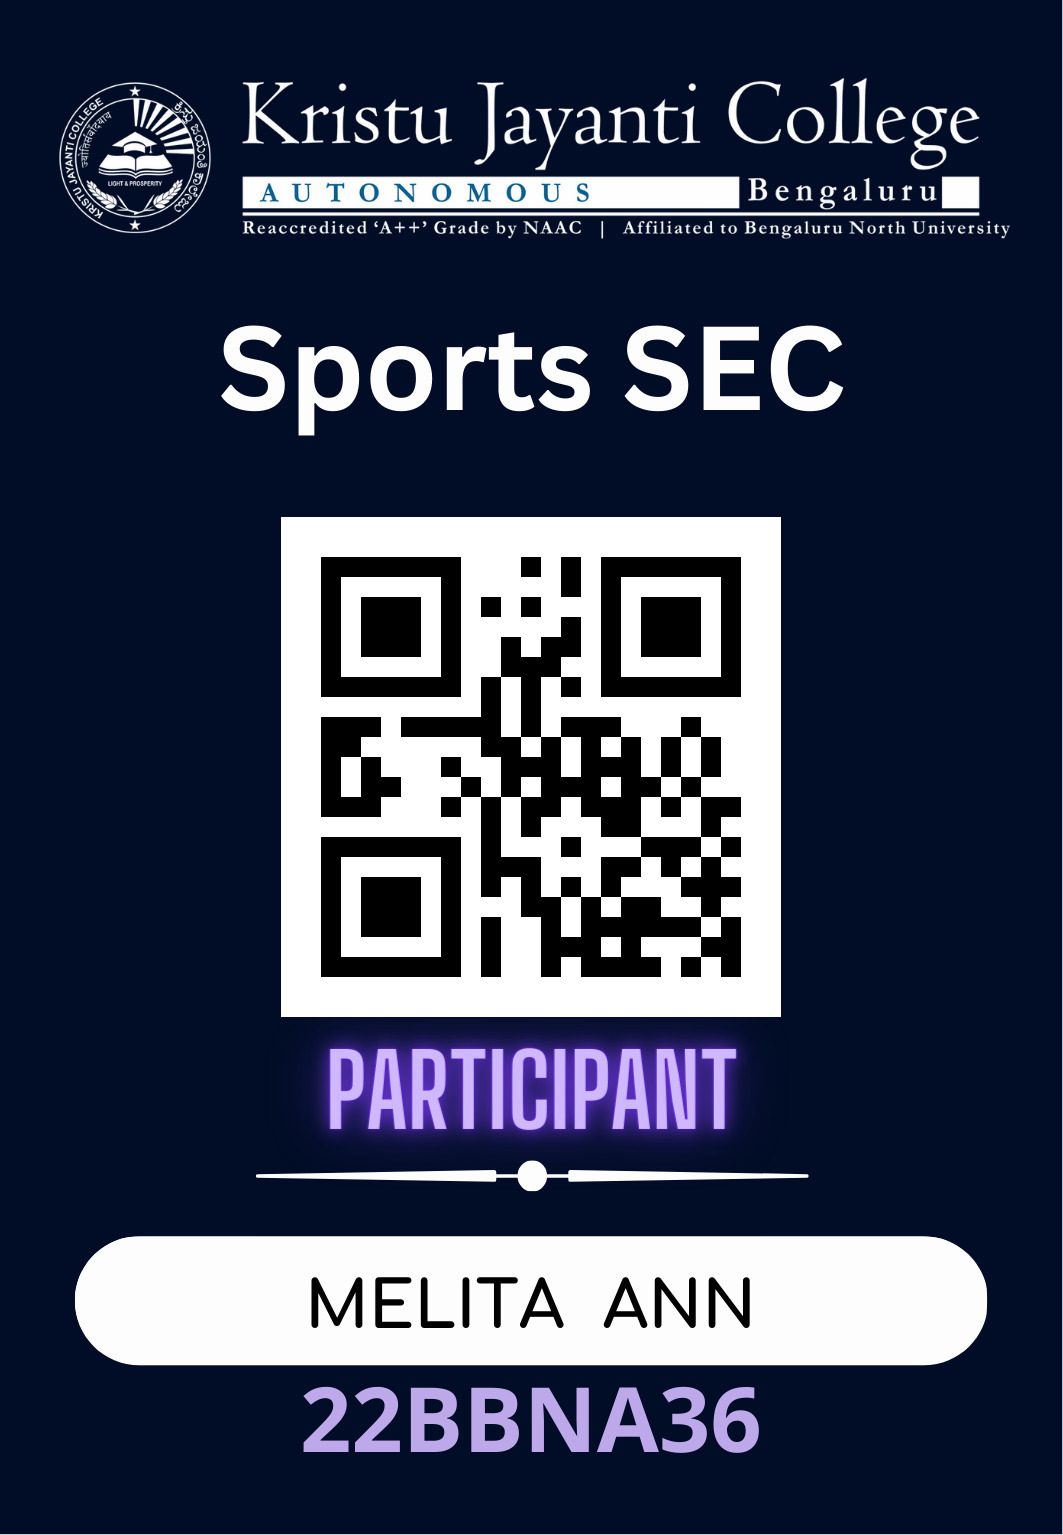 Kristu Jayanti College
AUTONOMOUS Bengaluru
Reaccredited ‘A++’ Grade by NAAC | Affiliated to Bengaluru North University
KRISTU JAYANTI COLLEGE
LIGHT & PROSPERITY
Sports SEC
PARTICIPANT
MELITA ANN
22BBNA36